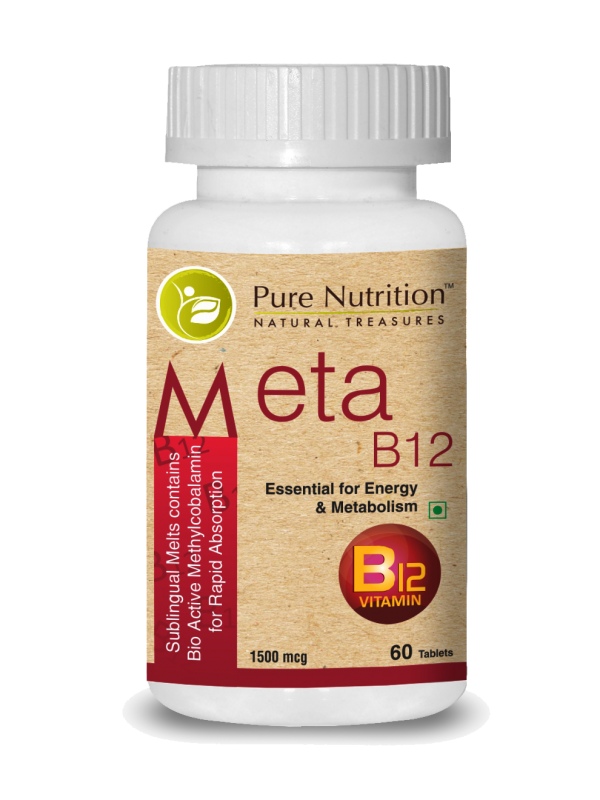 Pure Nutrition™
NATURAL TREASURES
Meta
B12
Essential for Energy
& Metabolism
B12
VITAMIN
Sublingual Melts contains
Bio Active Methylcobalamin
for Rapid Absorption
1500 mcg
60 Tablets